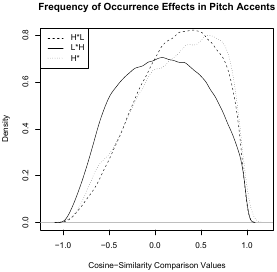 Frequency of Occurrence Effects in Pitch Accents
H*L
L*H
H*
Density
0.8
0.6
0.4
0.2
0.0
−1.0 −0.5 0.0 0.5 1.0
Cosine−Similarity Comparison Values